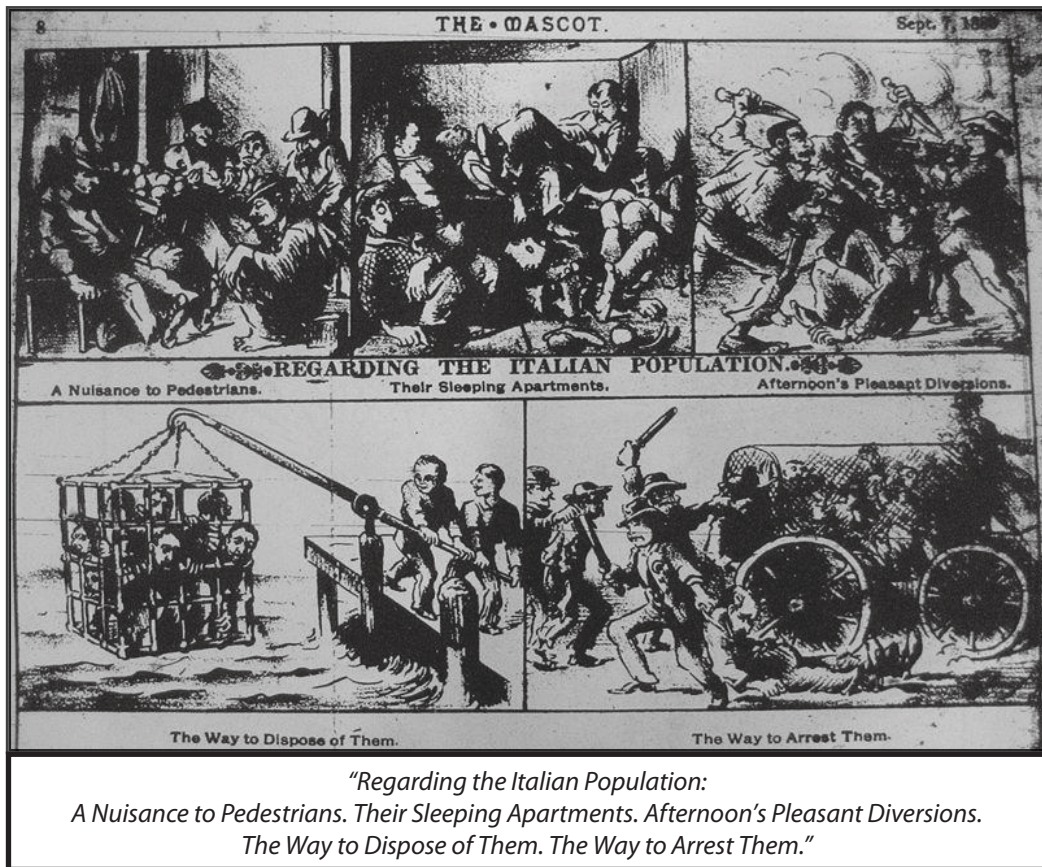 8
THE • MASCOT.
Sept. 7,
REGARDING THE ITALIAN POPULATION.
A Nuisance to Pedestrians.
Their Sleeping Apartments.
Afternoon's Pleasant Diversions.
The Way to Dispose of Them.
The Way to Arrest Them.
“Regarding the Italian Population:
A Nuisance to Pedestrians. Their Sleeping Apartments. Afternoon’s Pleasant Diversions.
The Way to Dispose of Them. The Way to Arrest Them.”